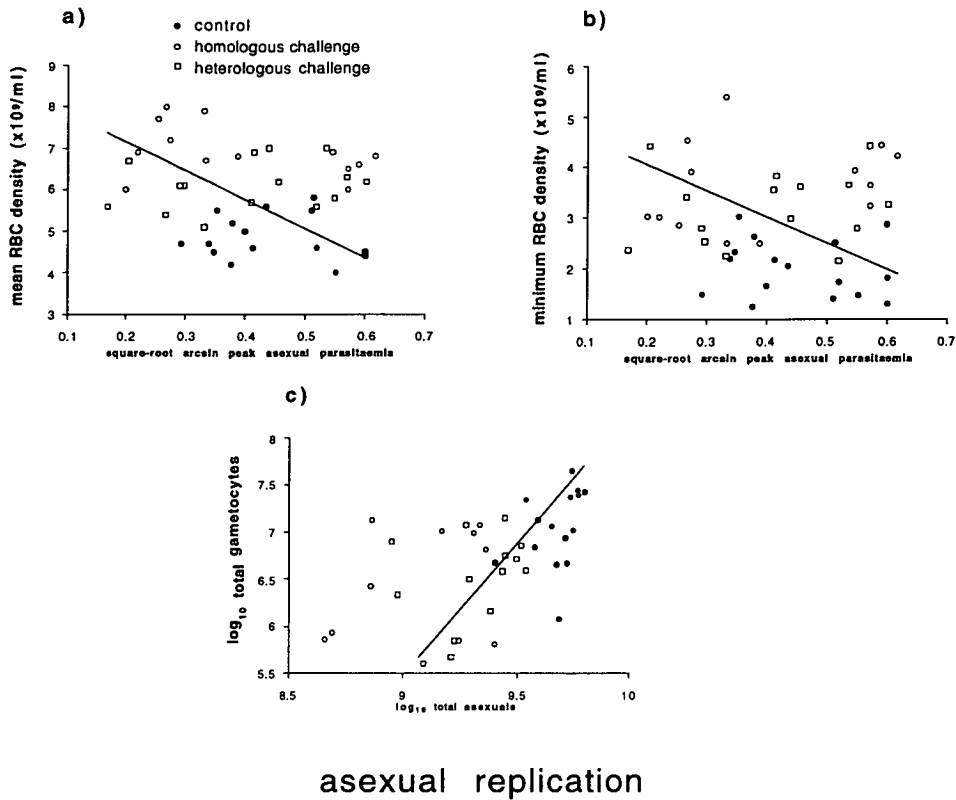 a)
control
homologous challenge
heterologous challenge
mean RBC density (x10⁹/ml)
9
8
7
6
5
4
3
0.1
0.2
0.3
0.4
0.5
0.6
0.7
square-root arcsin peak asexual parasitaemia
b)
minimum RBC density (x10⁹/ml)
6
5
4
3
2
1
0.1
0.2
0.3
0.4
0.5
0.6
0.7
square-root arcsin peak asexual parasitaemia
c)
log₁₀ total gametocytes
8
7.5
7
6.5
6
5.5
8.5
9
9.5
10
log₁₀ total asexuals
asexual replication